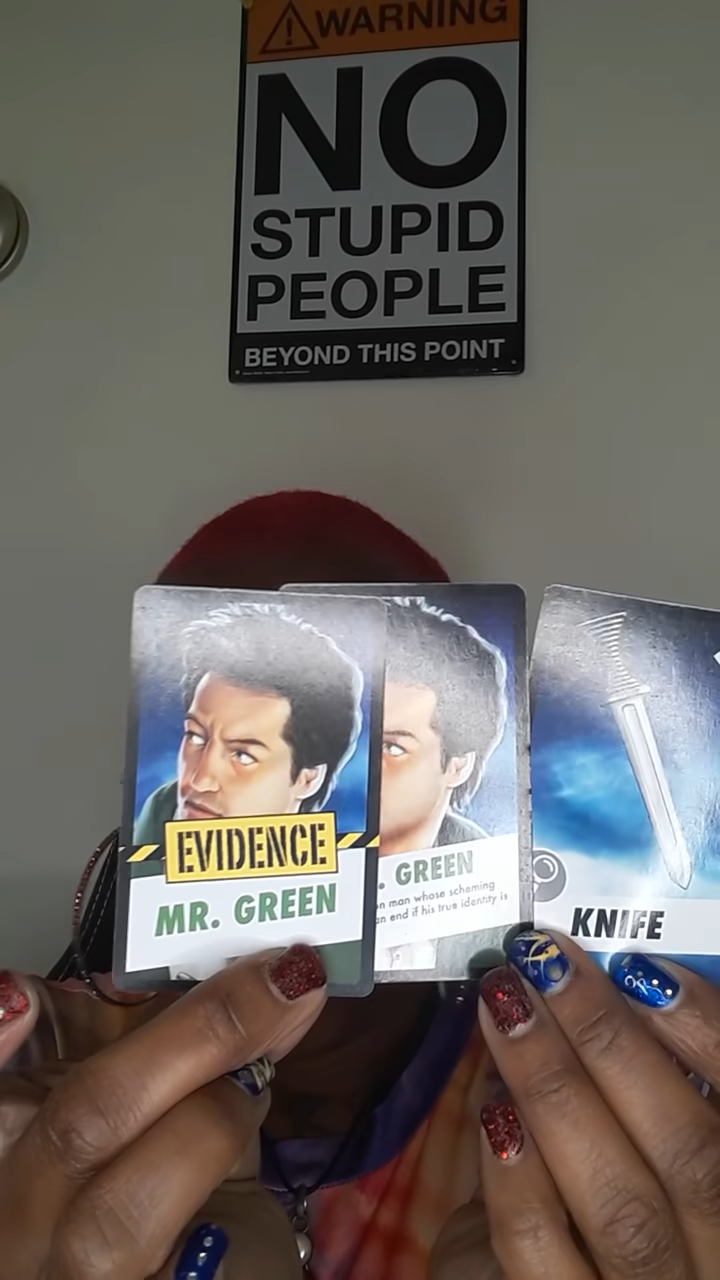 WARNING
NO
STUPID
PEOPLE
BEYOND THIS POINT
EVIDENCE
MR. GREEN
. GREEN
man whose scheming
an end if his true identity is
KNIFE